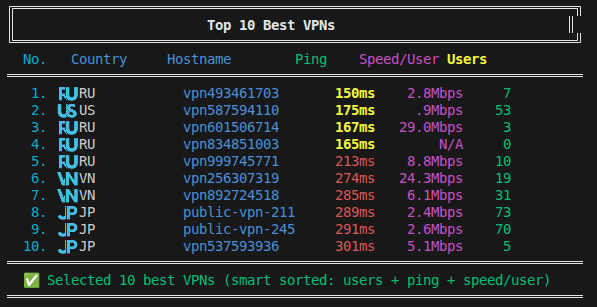 Top 10 Best VPNs
No. Country Hostname Ping Speed/User Users
1. RU RU vpn493461703 150ms 2.8Mbps 7
2. US US vpn587594110 175ms .9Mbps 53
3. RU RU vpn601506714 167ms 29.0Mbps 3
4. RU RU vpn834851003 165ms N/A 0
5. RU RU vpn999745771 213ms 8.8Mbps 10
6. VN VN vpn256307319 274ms 24.3Mbps 19
7. VN VN vpn892724518 285ms 6.1Mbps 31
8. JP JP public-vpn-211 289ms 2.4Mbps 73
9. JP JP public-vpn-245 291ms 2.6Mbps 70
10. JP JP vpn537593936 301ms 5.1Mbps 5
✅ Selected 10 best VPNs (smart sorted: users + ping + speed/user)